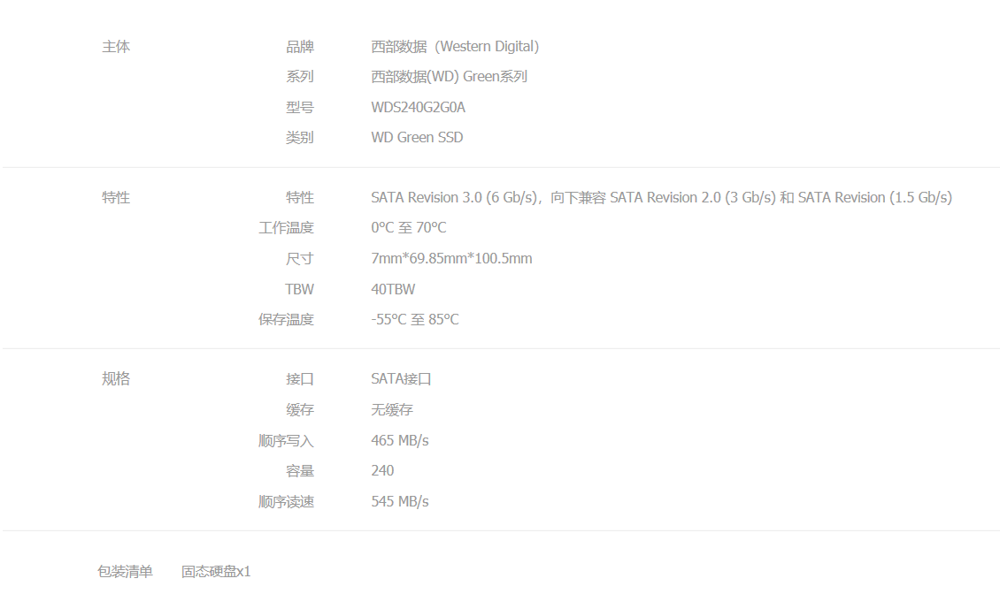 主体 品牌 西部数据（Western Digital）
系列 西部数据(WD) Green系列
型号 WDS240G2G0A
类别 WD Green SSD
特性 特性 SATA Revision 3.0 (6 Gb/s)，向下兼容 SATA Revision 2.0 (3 Gb/s) 和 SATA Revision (1.5 Gb/s)
工作温度 0°C 至 70°C
尺寸 7mm*69.85mm*100.5mm
TBW 40TBW
保存温度 -55°C 至 85°C
规格 接口 SATA接口
缓存 无缓存
顺序写入 465 MB/s
容量 240
顺序读速 545 MB/s
包装清单 固态硬盘x1